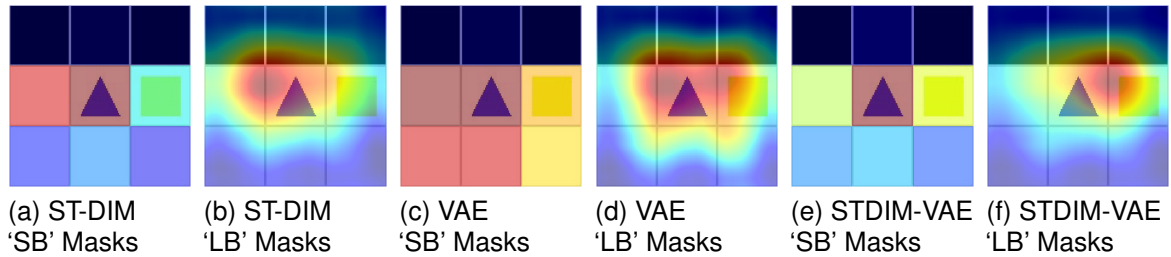 (a) ST-DIM
‘SB’ Masks
(b) ST-DIM
‘LB’ Masks
(c) VAE
‘SB’ Masks
(d) VAE
‘LB’ Masks
(e) STDIM-VAE
‘SB’ Masks
(f) STDIM-VAE
‘LB’ Masks